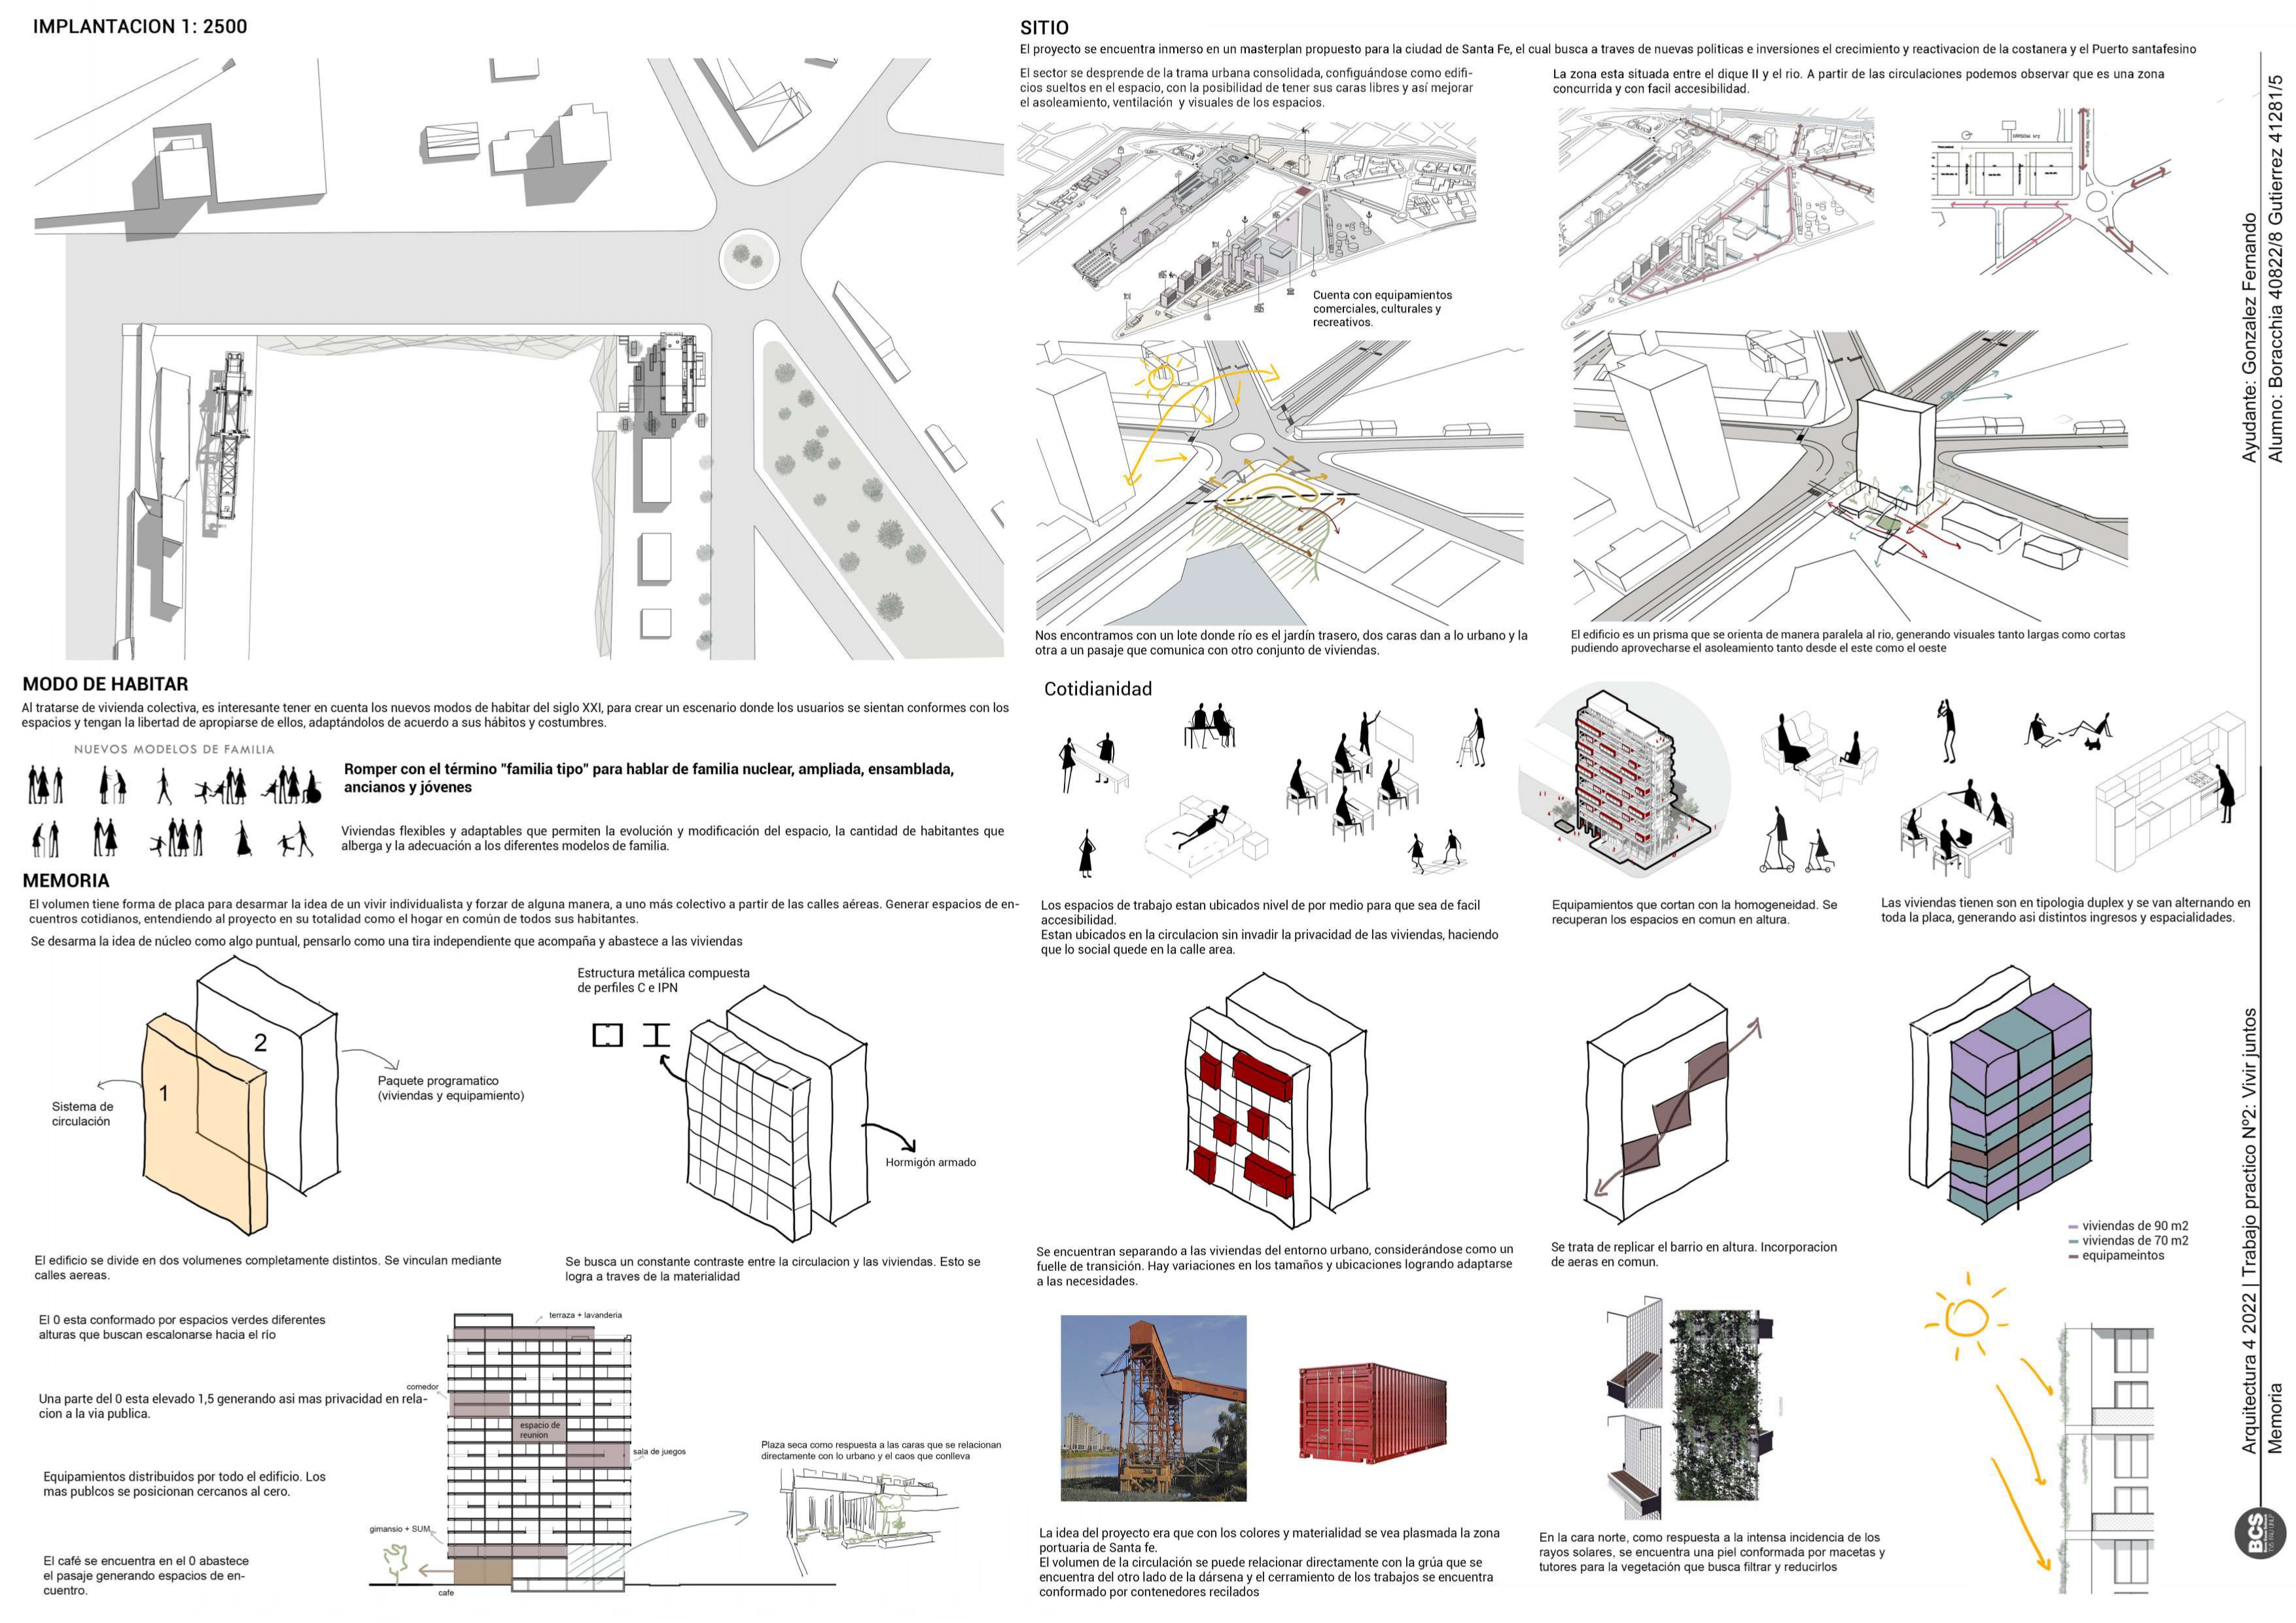 IMPLANTACION 1: 2500
SITIO
El proyecto se encuentra inmerso en un masterplan propuesto para la ciudad de Santa Fe, el cual busca a traves de nuevas politicas e inversiones el crecimiento y reactivacion de la costanera y el Puerto santafesino
El sector se desprende de la trama urbana consolidada, configuándose como edifi-
cios sueltos en el espacio, con la posibilidad de tener sus caras libres y así mejorar
el asoleamiento, ventilación y visuales de los espacios.
La zona esta situada entre el dique II y el rio. A partir de las circulaciones podemos observar que es una zona
concurrida y con facil accesibilidad.
Cuenta con equipamientos
comerciales, culturales y
recreativos.
Nos encontramos con un lote donde río es el jardín trasero, dos caras dan a lo urbano y la
otra a un pasaje que comunica con otro conjunto de viviendas.
El edificio es un prisma que se orienta de manera paralela al rio, generando visuales tanto largas como cortas
pudiendo aprovecharse el asoleamiento tanto desde el este como el oeste
MODO DE HABITAR
Al tratarse de vivienda colectiva, es interesante tener en cuenta los nuevos modos de habitar del siglo XXI, para crear un escenario donde los usuarios se sientan conformes con los
espacios y tengan la libertad de apropiarse de ellos, adaptándolos de acuerdo a sus hábitos y costumbres.
NUEVOS MODELOS DE FAMILIA
Romper con el término "familia tipo" para hablar de familia nuclear, ampliada, ensamblada,
ancianos y jóvenes
Viviendas flexibles y adaptables que permiten la evolución y modificación del espacio, la cantidad de habitantes que
alberga y la adecuación a los diferentes modelos de familia.
MEMORIA
El volumen tiene forma de placa para desarmar la idea de un vivir individualista y forzar de alguna manera, a uno más colectivo a partir de las calles aéreas. Generar espacios de en-
cuentros cotidianos, entendiendo al proyecto en su totalidad como el hogar en común de todos sus habitantes.
Se desarma la idea de núcleo como algo puntual, pensarlo como una tira independiente que acompaña y abastece a las viviendas
1
2
Sistema de
circulación
Paquete programatico
(viviendas y equipamiento)
Estructura metálica compuesta
de perfiles C e IPN
Hormigón armado
El edificio se divide en dos volumenes completamente distintos. Se vinculan mediante
calles aereas.
Se busca un constante contraste entre la circulacion y las viviendas. Esto se
logra a traves de la materialidad
Cotidianidad
Los espacios de trabajo estan ubicados nivel de por medio para que sea de facil
accesibilidad.
Estan ubicados en la circulacion sin invadir la privacidad de las viviendas, haciendo
que lo social quede en la calle area.
Equipamientos que cortan con la homogeneidad. Se
recuperan los espacios en comun en altura.
Las viviendas tienen son en tipologia duplex y se van alternando en
toda la placa, generando asi distintos ingresos y espacialidades.
viviendas de 90 m2
viviendas de 70 m2
equipameintos
Se encuentran separando a las viviendas del entorno urbano, considerándose como un
fuelle de transición. Hay variaciones en los tamaños y ubicaciones logrando adaptarse
a las necesidades.
Se trata de replicar el barrio en altura. Incorporacion
de aeras en comun.
El 0 esta conformado por espacios verdes diferentes
alturas que buscan escalonarse hacia el río
Una parte del 0 esta elevado 1,5 generando asi mas privacidad en rela-
cion a la via publica.
Equipamientos distribuidos por todo el edificio. Los
mas publcos se posicionan cercanos al cero.
El café se encuentra en el 0 abastece
el pasaje generando espacios de en-
cuentro.
terraza + lavanderia
comedor
espacio de
reunion
sala de juegos
gimansio + SUM
cafe
Plaza seca como respuesta a las caras que se relacionan
directamente con lo urbano y el caos que conlleva
La idea del proyecto era que con los colores y materialidad se vea plasmada la zona
portuaria de Santa fe.
El volumen de la circulación se puede relacionar directamente con la grúa que se
encuentra del otro lado de la dársena y el cerramiento de los trabajos se encuentra
conformado por contenedores recilados
En la cara norte, como respuesta a la intensa incidencia de los
rayos solares, se encuentra una piel conformada por macetas y
tutores para la vegetación que busca filtrar y reducirlos
Ayudante: Gonzalez Fernando
Alumno: Boracchia 40822/8 Gutierrez 41281/5
Arquitectura 4 2022 | Trabajo practico Nº2: Vivir juntos
Memoria
BCS